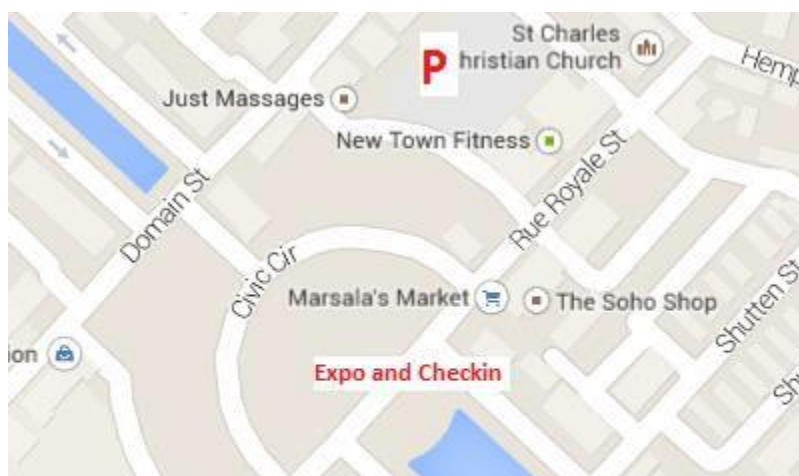 St Charles
P
hristian Church
Hemp
Just Massages
New Town Fitness
Rue Royale St
Domain St
Civic Cir
Marsala's Market
The Soho Shop
Shutten St
ion
Expo and Checkin
Shu